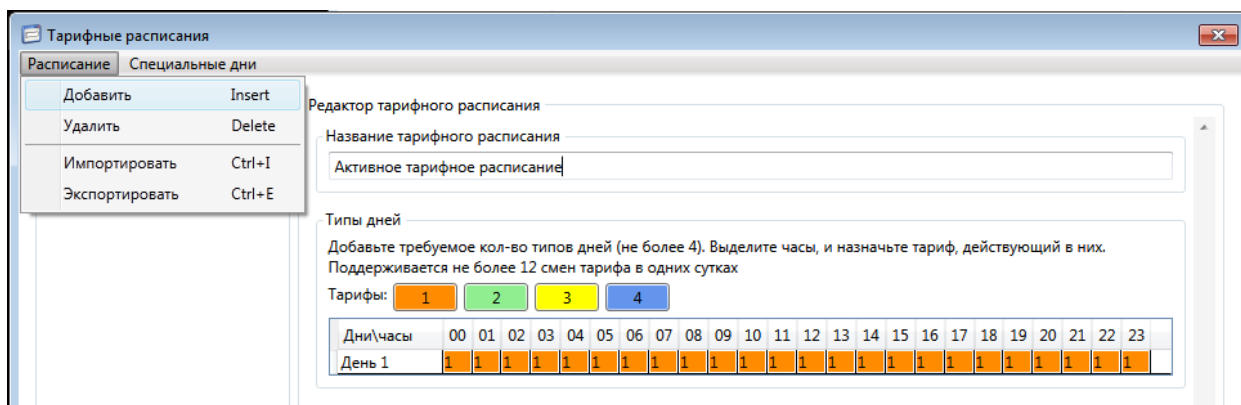 Тарифные расписания
Расписание Специальные дни
Добавить Insert
Удалить Delete
Импортировать Ctrl+I
Экспортировать Ctrl+E
Редактор тарифного расписания
Название тарифного расписания
Активное тарифное расписание
Типы дней
Добавьте требуемое кол-во типов дней (не более 4). Выделите часы, и назначьте тариф, действующий в них.
Поддерживается не более 12 смен тарифа в одних сутках
Тарифы: 1 2 3 4
Дни\часы 00 01 02 03 04 05 06 07 08 09 10 11 12 13 14 15 16 17 18 19 20 21 22 23
День 1 1 1 1 1 1 1 1 1 1 1 1 1 1 1 1 1 1 1 1 1 1 1 1 1